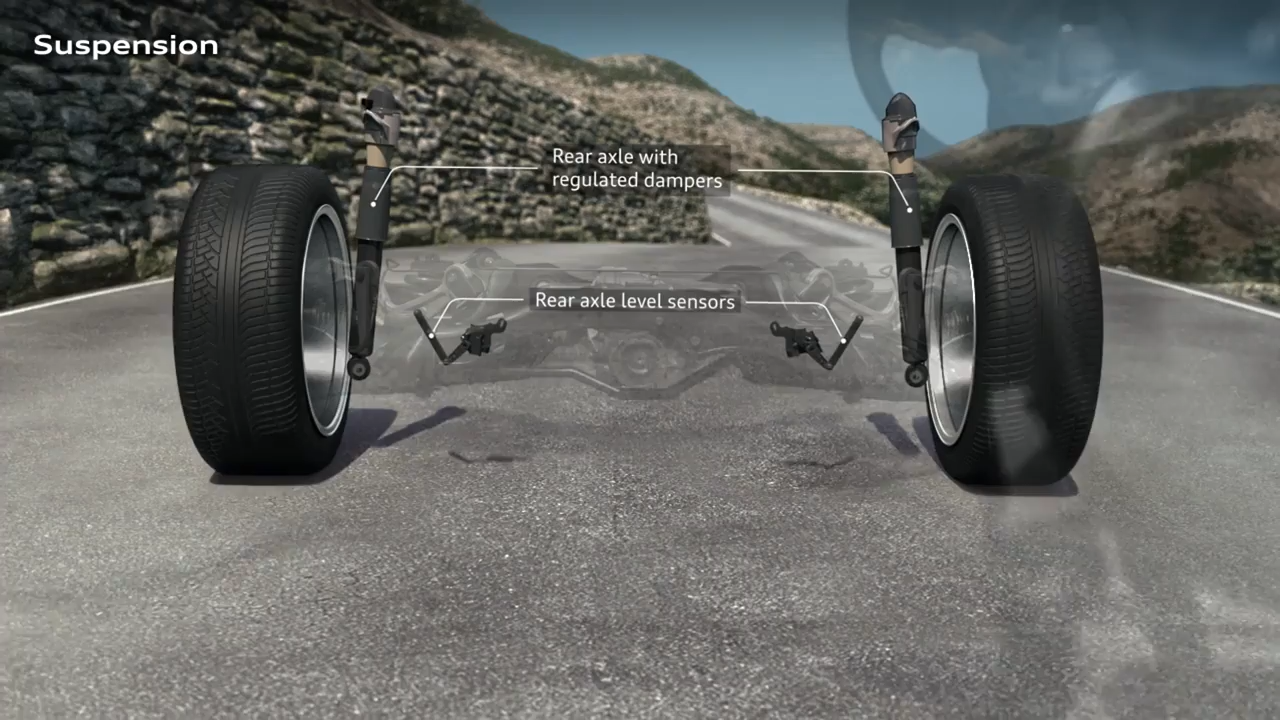 Suspension
Rear axle with
regulated dampers
Rear axle level sensors